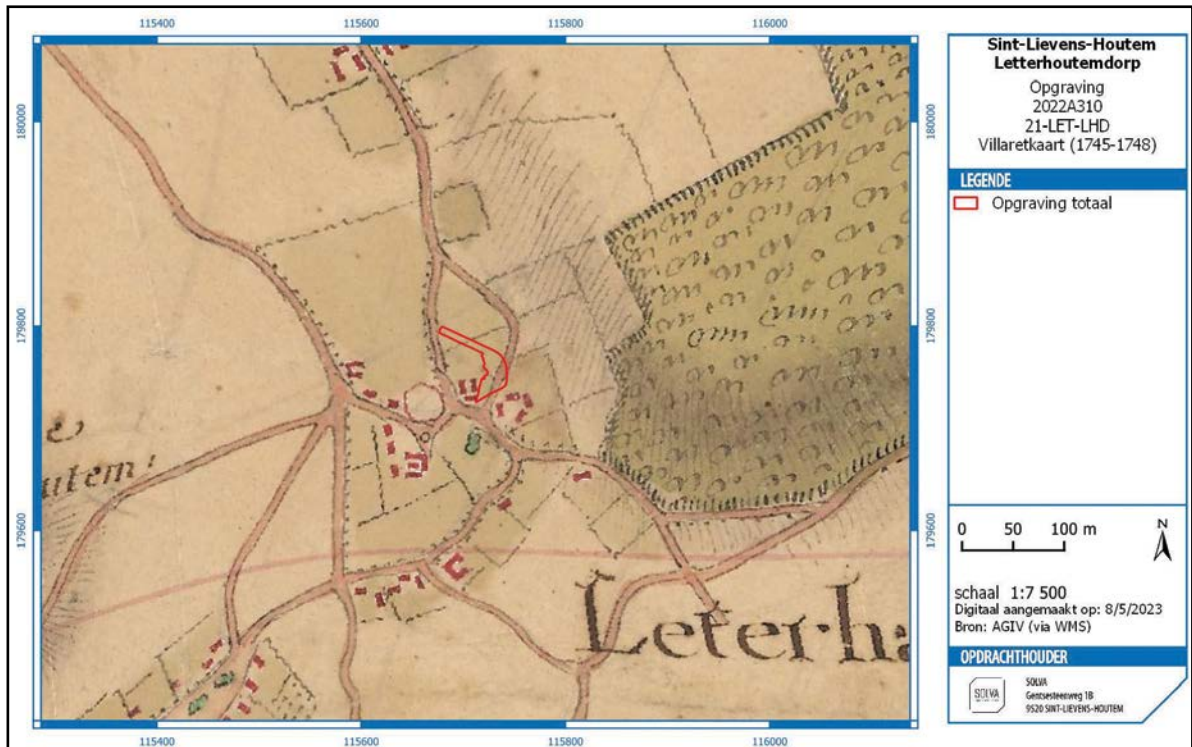 115400 115600 115800 116000
180000
179800
179600
180000
179800
179600
utem
Leterha
115400 115600 115800 116000
Sint-Lievens-Houtem
Letterhoutemdorp
Opgraving
2022A310
21-LET-LHD
Villaretkaart (1745-1748)
LEGENDE
Opgraving totaal
0 50 100 m
N
schaal 1:7 500
Digitaal aangemaakt op: 8/5/2023
Bron: AGIV (via WMS)
OPDRACHTHOUDER
SOLVA
SOLVA
Gentsesteenweg 1B
9520 SINT-LIEVENS-HOUTEM